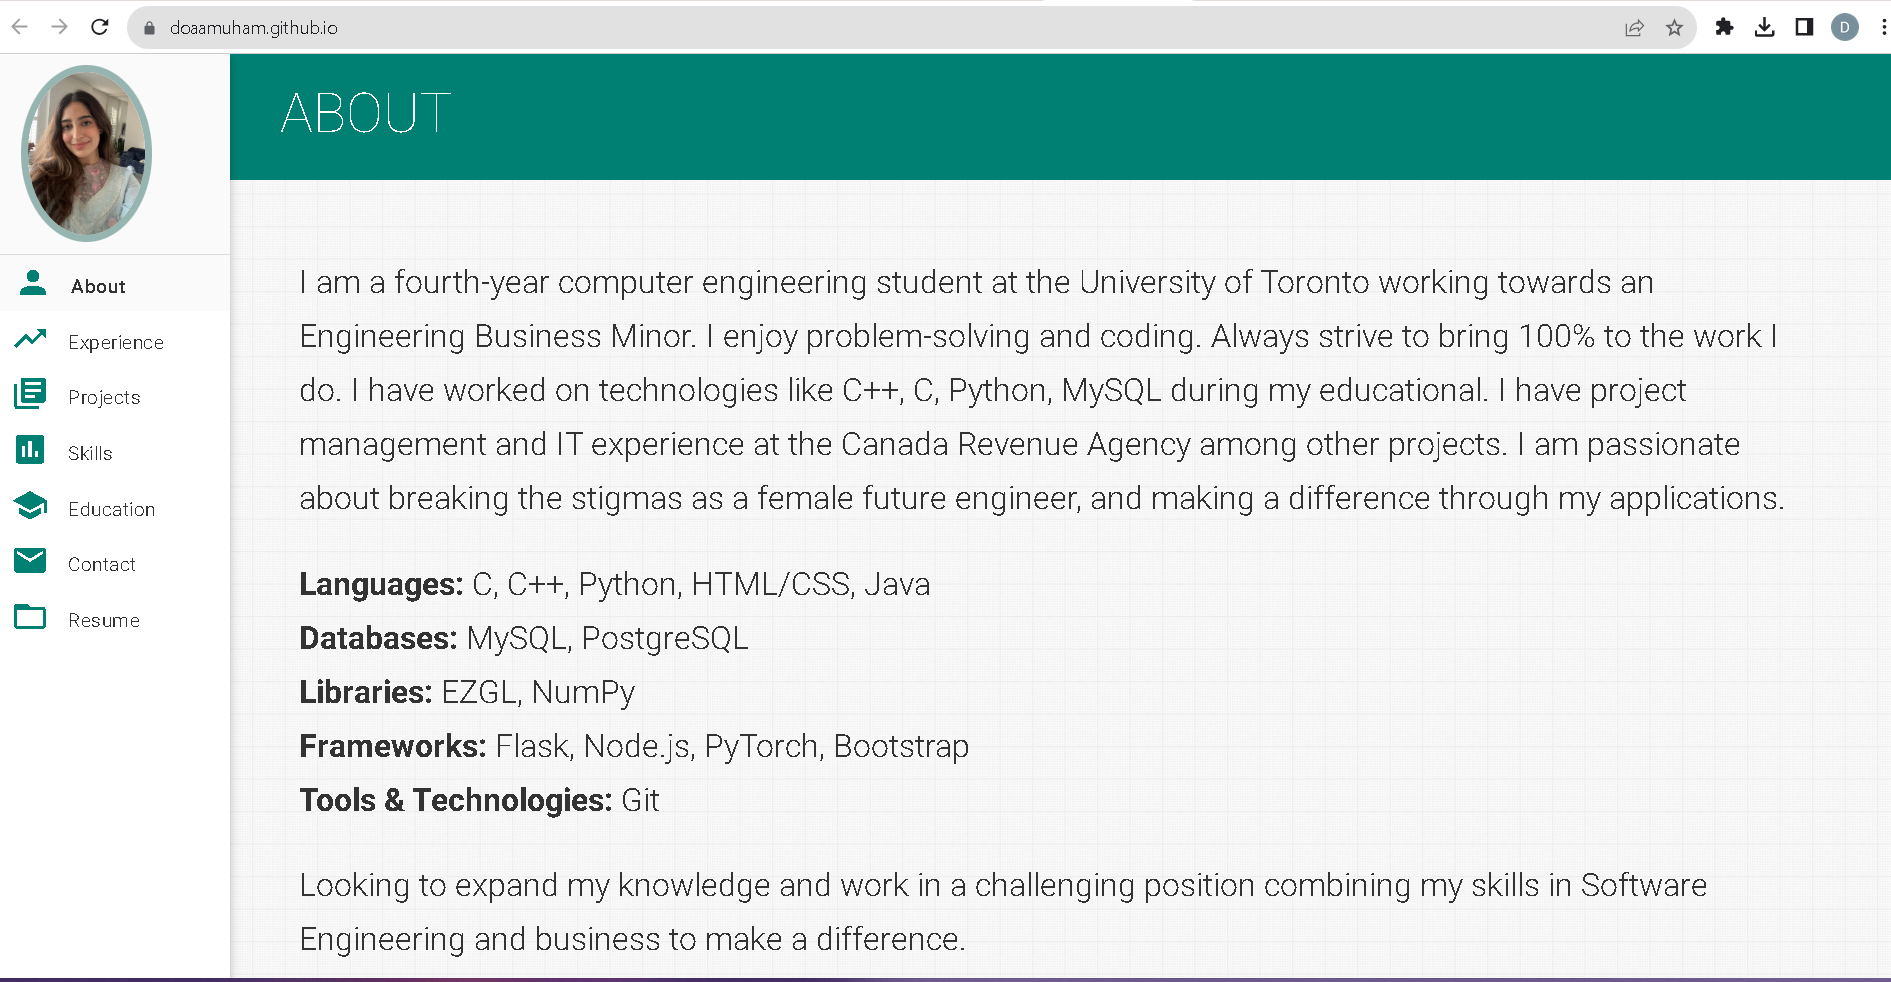 doaamuham.github.io
D
ABOUT
About
Experience
Projects
Skills
Education
Contact
Resume
I am a fourth-year computer engineering student at the University of Toronto working towards an
Engineering Business Minor. I enjoy problem-solving and coding. Always strive to bring 100% to the work I
do. I have worked on technologies like C++, C, Python, MySQL during my educational. I have project
management and IT experience at the Canada Revenue Agency among other projects. I am passionate
about breaking the stigmas as a female future engineer, and making a difference through my applications.
Languages: C, C++, Python, HTML/CSS, Java
Databases: MySQL, PostgreSQL
Libraries: EZGL, NumPy
Frameworks: Flask, Node.js, PyTorch, Bootstrap
Tools & Technologies: Git
Looking to expand my knowledge and work in a challenging position combining my skills in Software
Engineering and business to make a difference.